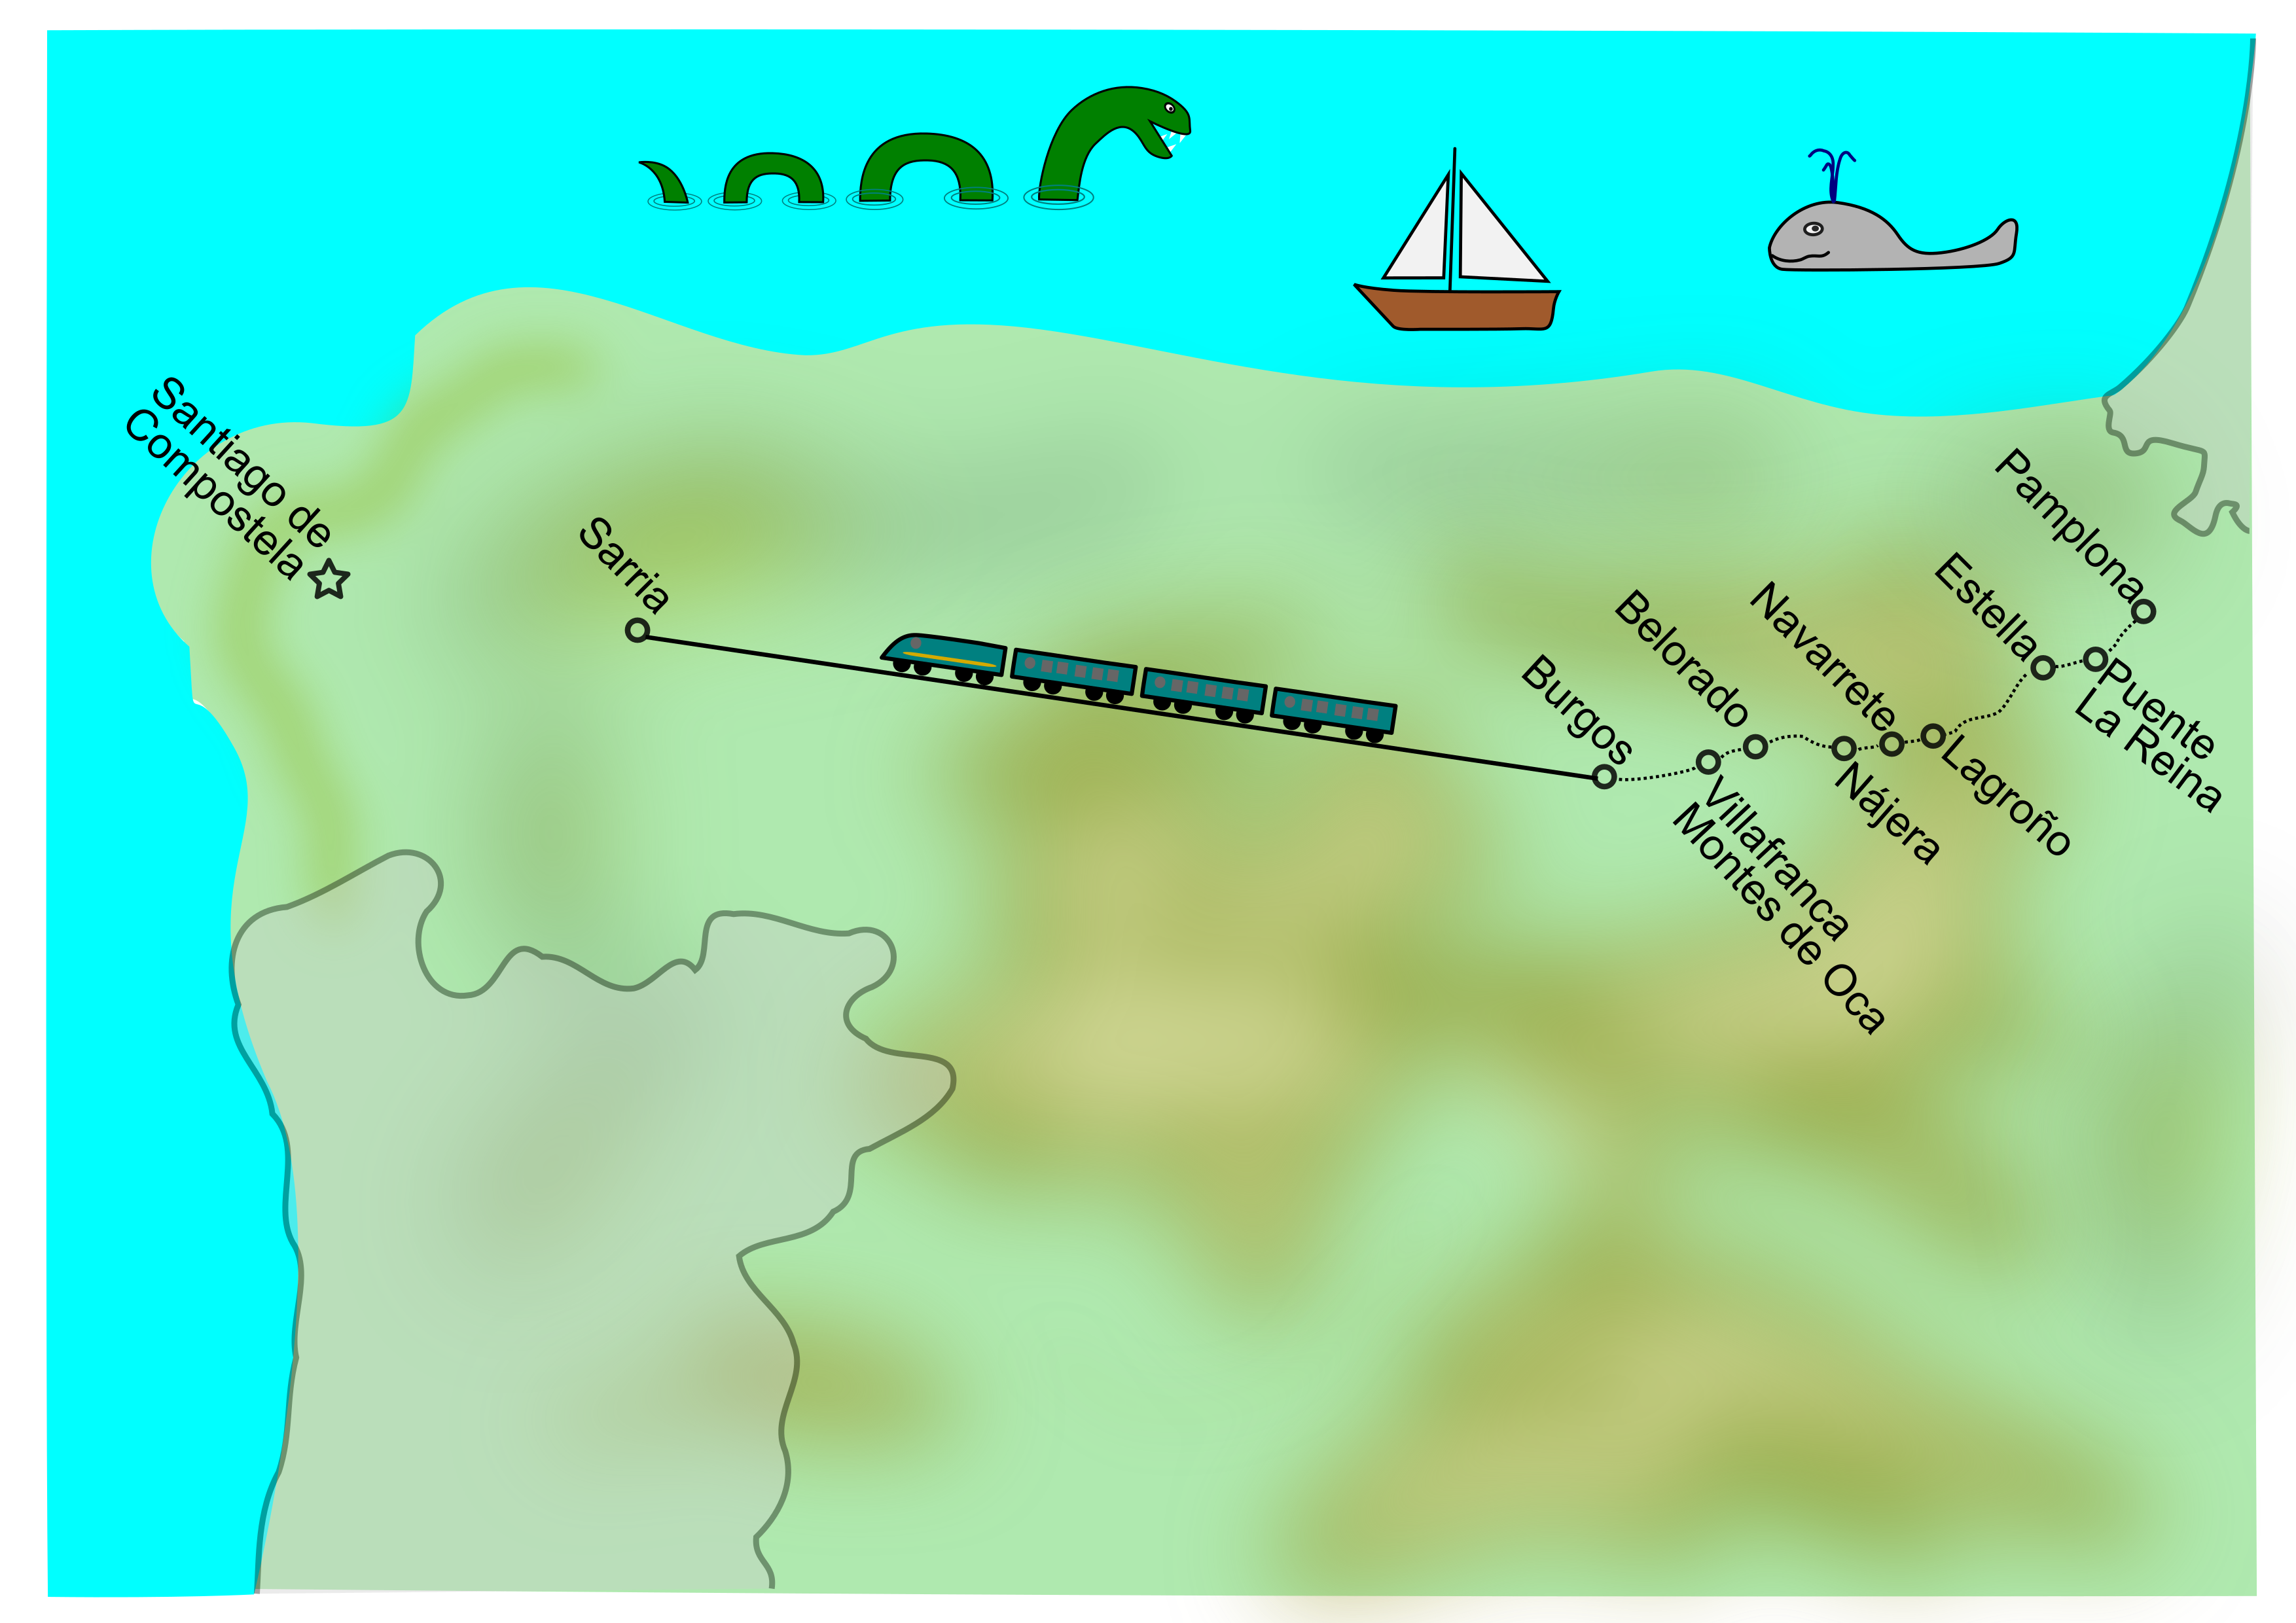 Santiago de
Compostela
Sarria
Burgos
Belorado
Navarrete
Estella
Pamplona
Puente
La Reina
Lagroño
Nájera
Villafranca
Montes de Oca